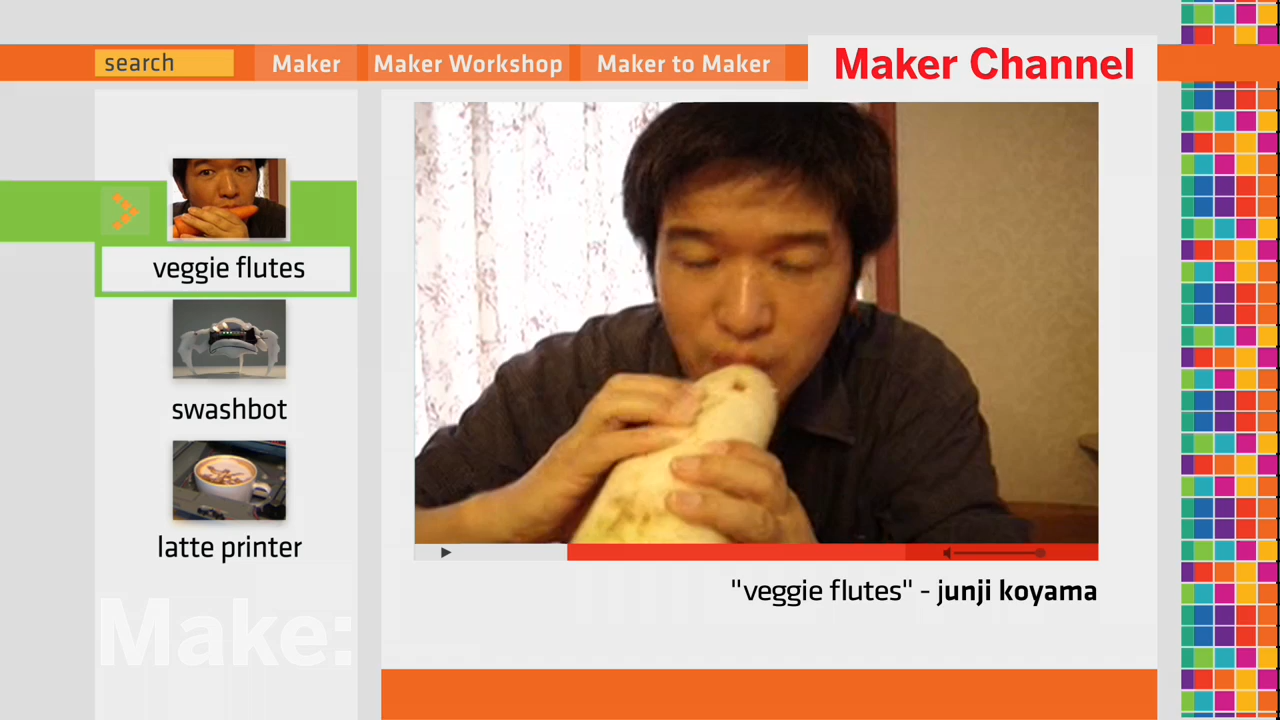 search
Maker
Maker Workshop
Maker to Maker
Maker Channel
veggie flutes
swashbot
latte printer
Make:
"veggie flutes" - junji koyama